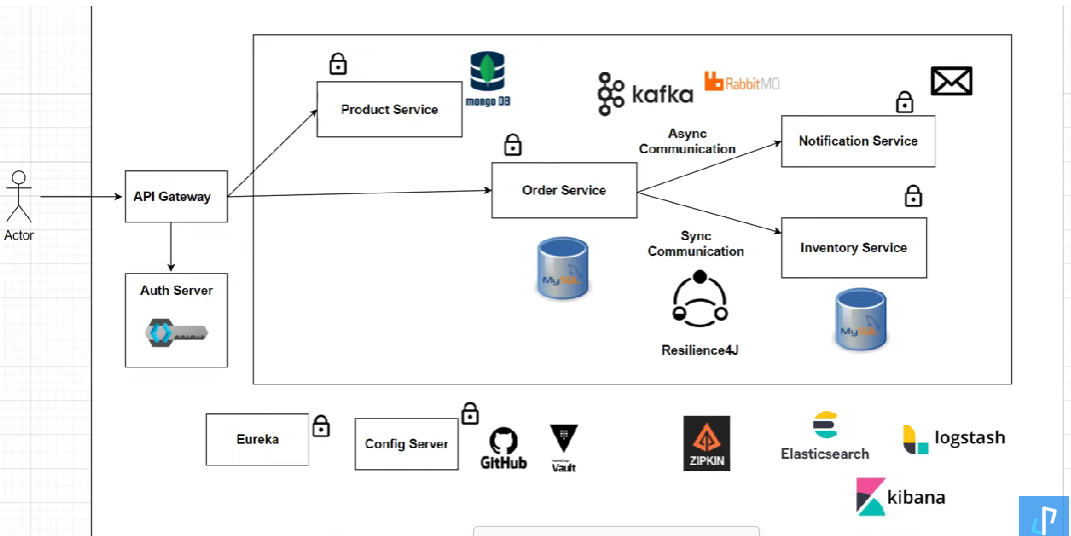 Product Service
mongo DB
kafka
RabbitMQ
Async
Communication
Notification Service
Order Service
API Gateway
Actor
Sync
Communication
Inventory Service
MySQL
MySQL
Auth Server
Resilience4J
Eureka
Config Server
GitHub
Vault
ZIPKIN
Elasticsearch
logstash
kibana